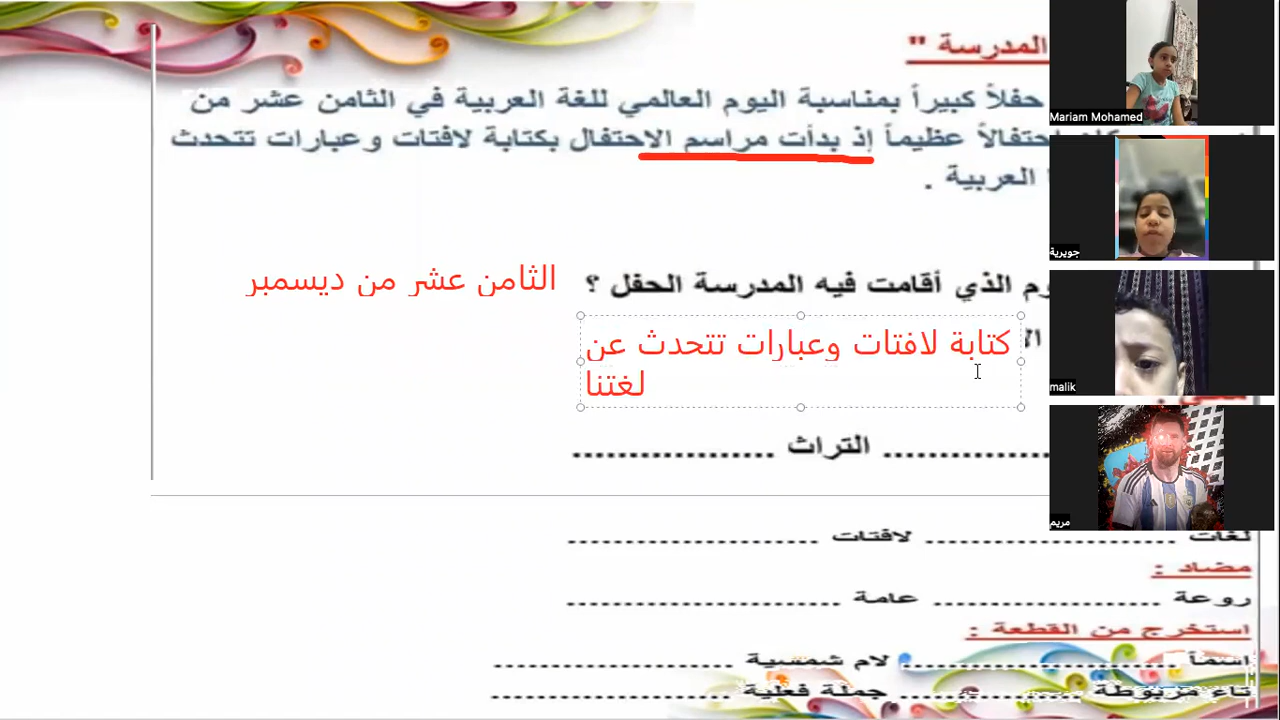 المدرسة "
حفلاً كبيراً بمناسبة اليوم العالمي للغة العربية في الثامن عشر من
احتفالاً عظيماً إذ بدأت مراسم الاحتفال بكتابة لافتات وعبارات تتحدث
العربية .
الذي أقامت فيه المدرسة الحفل ؟ الثامن عشر من ديسمبر
كتابة لافتات وعبارات تتحدث عن
لغتنا
................ التراث .................
لغات ................ لافتات ................
مضاد :
روعة ................ عامة ................
استخرج من القطعة :
اسماً ................ لام شمسية ................
تاء مربوطة ................ جملة فعلية ................
Mariam Mohamed
جويرية
malik
مريم